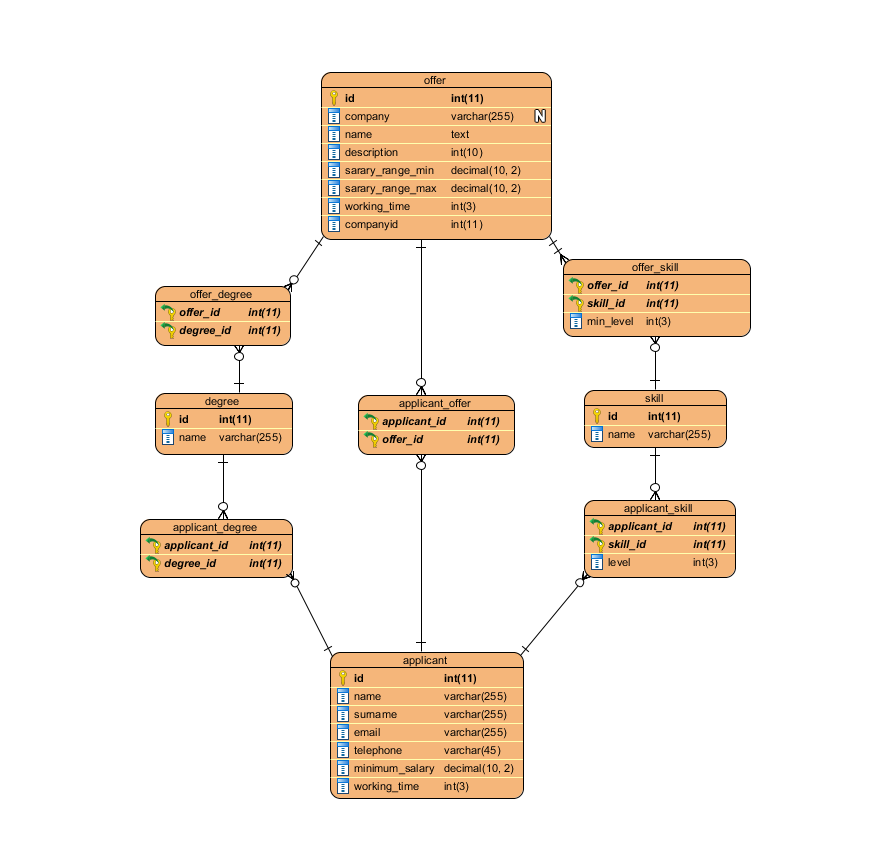 offer
id int(11)
company varchar(255) N
name text
description int(10)
sarary_range_min decimal(10, 2)
sarary_range_max decimal(10, 2)
working_time int(3)
companyid int(11)
offer_degree
offer_id int(11)
degree_id int(11)
offer_skill
offer_id int(11)
skill_id int(11)
min_level int(3)
degree
id int(11)
name varchar(255)
applicant_offer
applicant_id int(11)
offer_id int(11)
skill
id int(11)
name varchar(255)
applicant_degree
applicant_id int(11)
degree_id int(11)
applicant_skill
applicant_id int(11)
skill_id int(11)
level int(3)
applicant
id int(11)
name varchar(255)
surname varchar(255)
email varchar(255)
telephone varchar(45)
minimum_salary decimal(10, 2)
working_time int(3)